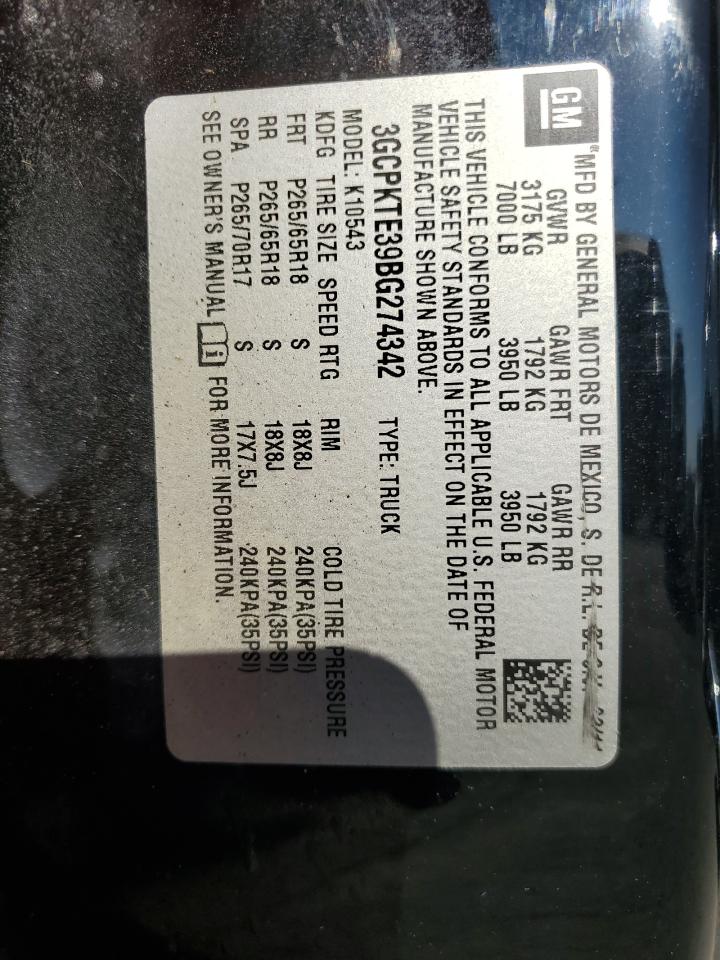 GM
MFD BY GENERAL MOTORS DE MEXICO, S. DE R.L. DE
GVWR GAWR FRT GAWR RR
3175 KG 1792 KG 1792 KG
7000 LB 3950 LB 3950 LB
THIS VEHICLE CONFORMS TO ALL APPLICABLE U.S. FEDERAL MOTOR
VEHICLE SAFETY STANDARDS IN EFFECT ON THE DATE OF
MANUFACTURE SHOWN ABOVE.
3GCPKTE39BG274342 TYPE: TRUCK
MODEL: K10543
KDFG TIRE SIZE SPEED RTG RIM COLD TIRE PRESSURE
FRT P265/65R18 S 18X8J 240KPA(35PSI)
RR P265/65R18 S 18X8J 240KPA(35PSI)
SPA P265/70R17 S 17X7.5J 240KPA(35PSI)
SEE OWNER'S MANUAL FOR MORE INFORMATION.